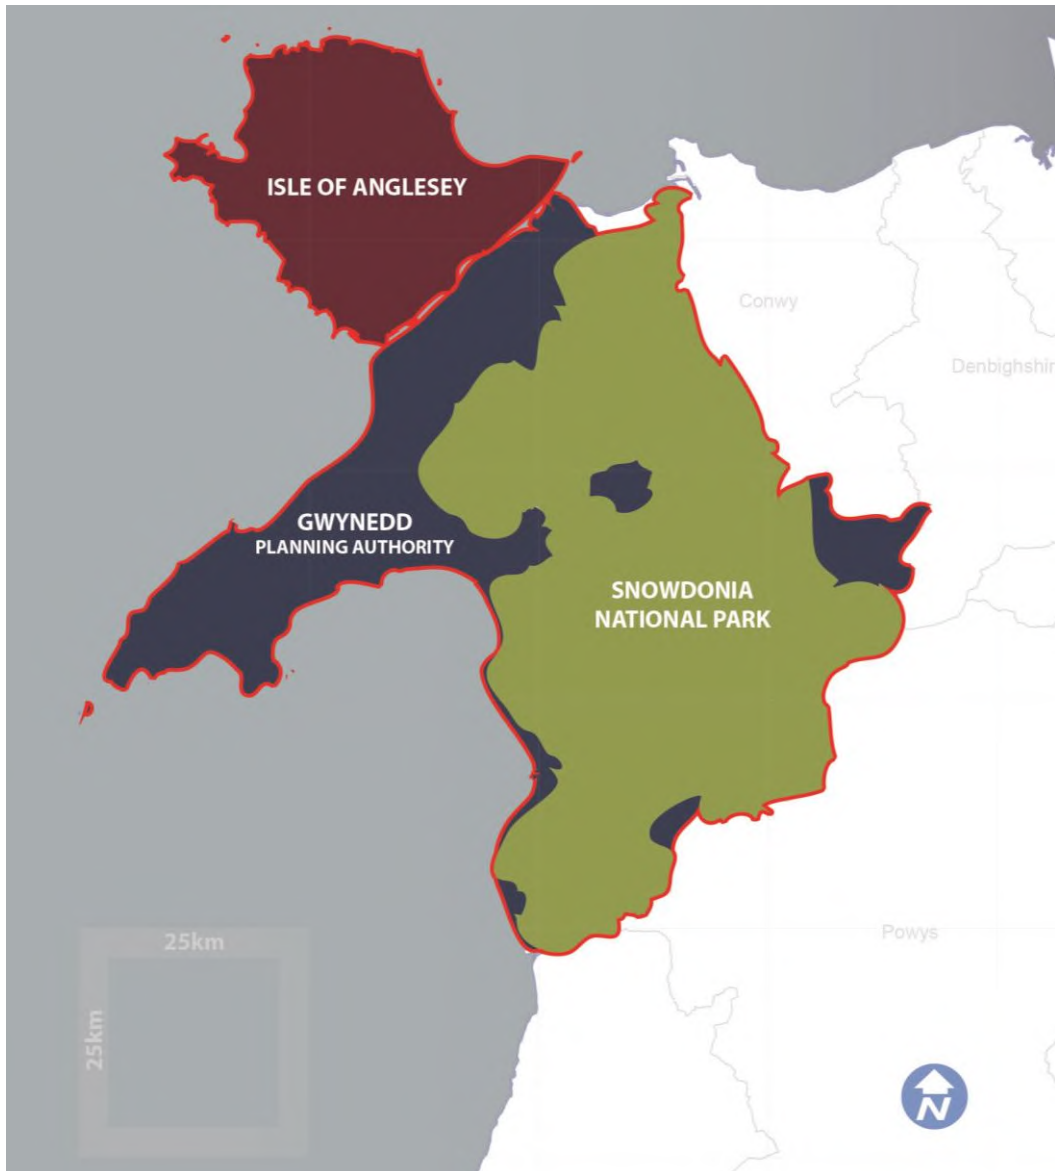 ISLE OF ANGLESEY
Conwy
Denbighshir
GWYNEDD
PLANNING AUTHORITY
SNOWDONIA
NATIONAL PARK
Powys
25km
25km
N